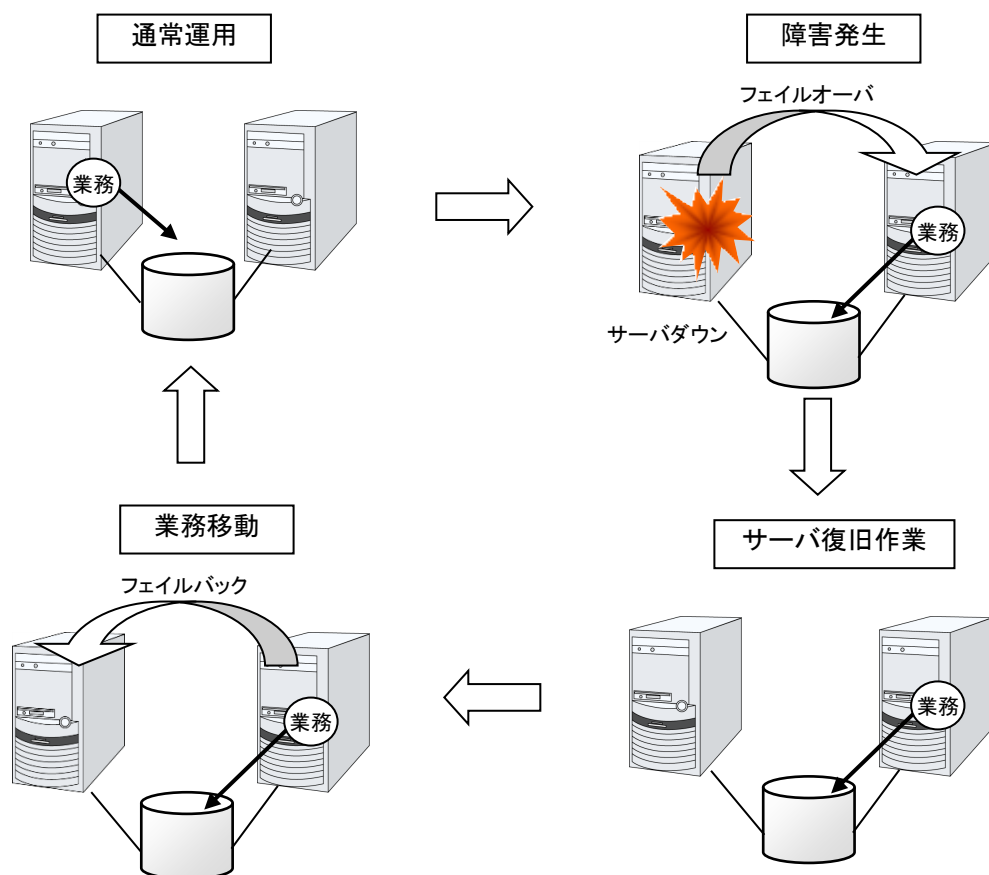 通常運用
障害発生
フェイルオーバ
業務
業務
サーバダウン
業務移動
サーバ復旧作業
フェイルバック
業務
業務